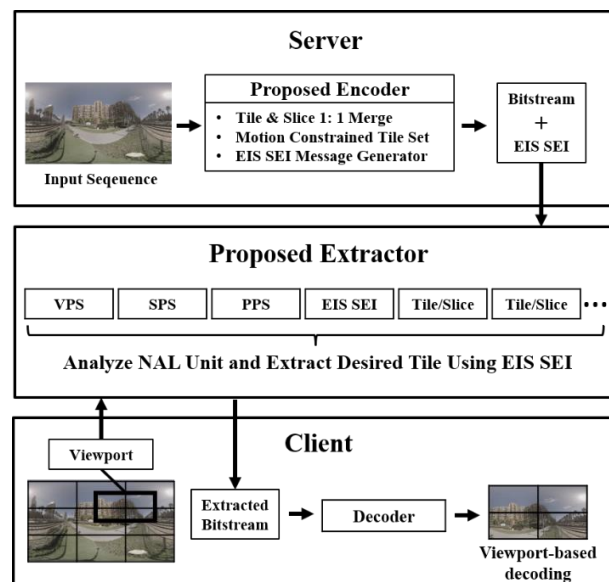 Server
Proposed Encoder
• Tile & Slice 1: 1 Merge
• Motion Constrained Tile Set
• EIS SEI Message Generator
Input Seqeuence
Bitstream
+
EIS SEI
Proposed Extractor
VPS
SPS
PPS
EIS SEI
Tile/Slice
Tile/Slice
•••
Analyze NAL Unit and Extract Desired Tile Using EIS SEI
Client
Viewport
Extracted
Bitstream
Decoder
Viewport-based
decoding